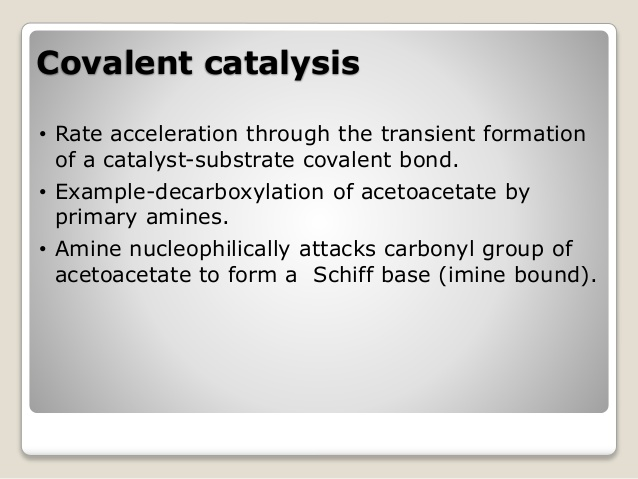 Covalent catalysis
• Rate acceleration through the transient formation
of a catalyst-substrate covalent bond.
• Example-decarboxylation of acetoacetate by
primary amines.
• Amine nucleophilically attacks carbonyl group of
acetoacetate to form a  Schiff base (imine bound).